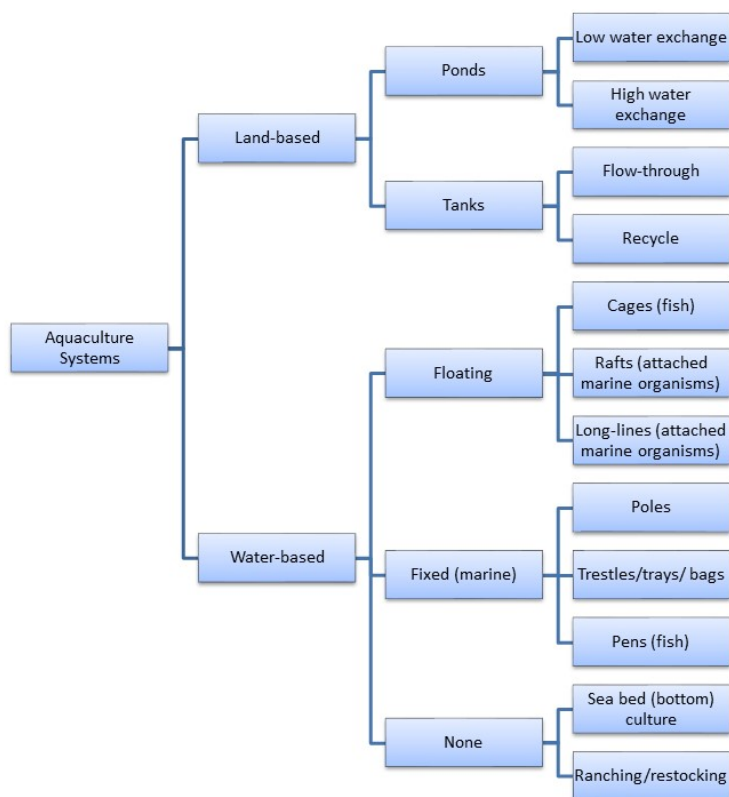 Low water exchange
Ponds
High water
exchange
Land-based
Flow-through
Tanks
Recycle
Cages (fish)
Aquaculture
Systems
Floating
Rafts (attached
marine organisms)
Long-lines (attached
marine organisms)
Poles
Water-based
Fixed (marine)
Trestles/trays/ bags
Pens (fish)
Sea bed (bottom)
culture
None
Ranching/restocking